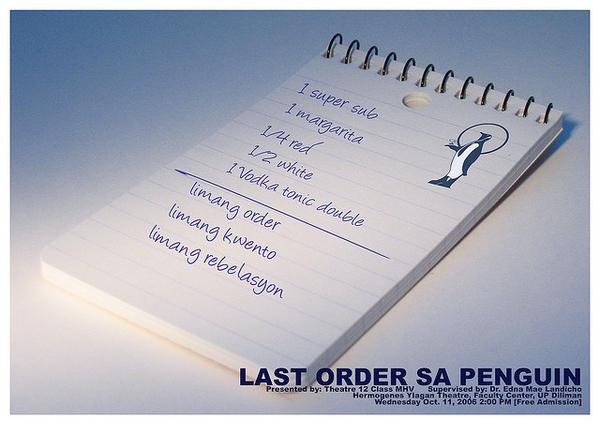 1 super sub
1 margarita
1/4 red
1/2 white
1 Vodka tonic double
limang order
limang kwento
limang rebelasyon
LAST ORDER SA PENGUIN
Presented by: Theatre 12 Class MHV Supervised by: Dr. Edna Mae Landicho
Hermogenes Ylagan Theatre, Faculty Center, UP Diliman
Wednesday Oct. 11, 2006 2:00 PM [Free Admission]